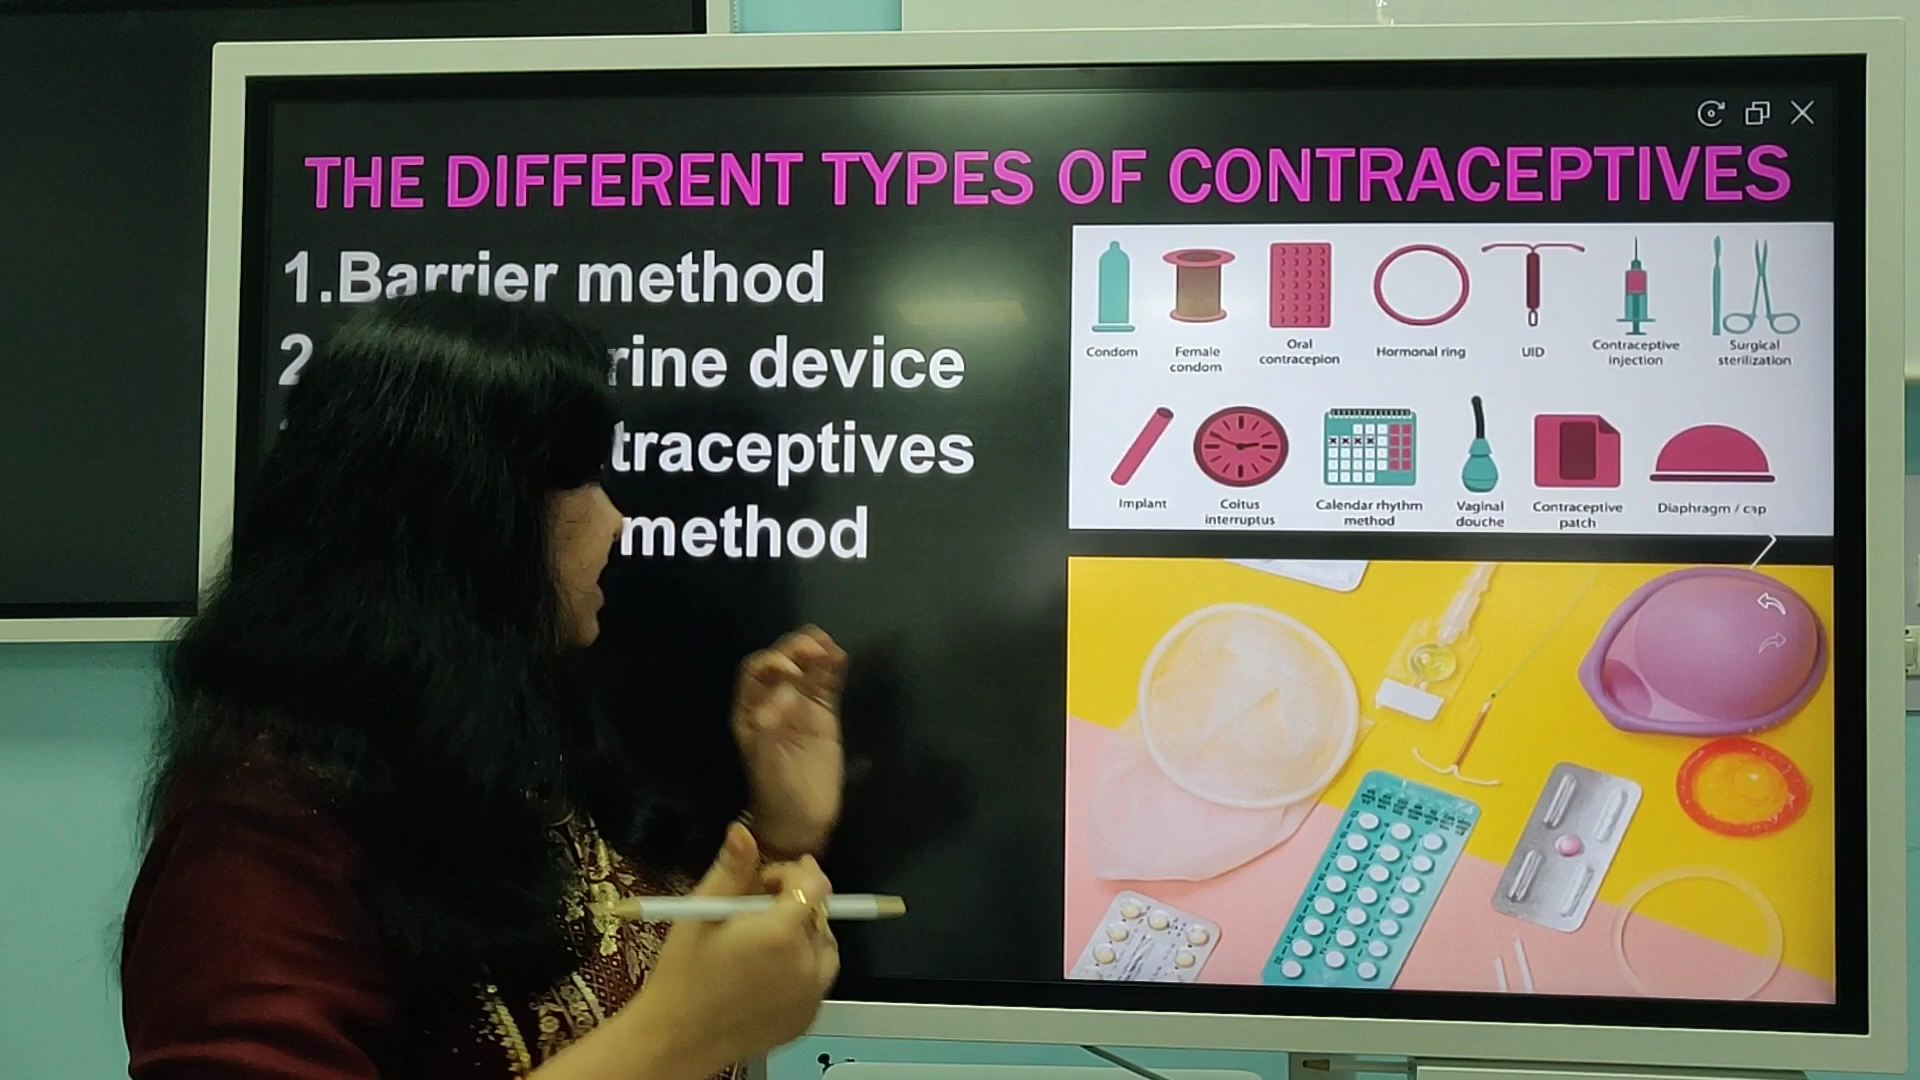 THE DIFFERENT TYPES OF CONTRACEPTIVES
1.Barrier method
2 rine device
traceptives
method
Condom
Female condom
Oral contracepion
Hormonal ring
UID
Contraceptive injection
Surgical sterilization
Implant
Coitus interruptus
Calendar rhythm method
Vaginal douche
Contraceptive patch
Diaphragm / cap